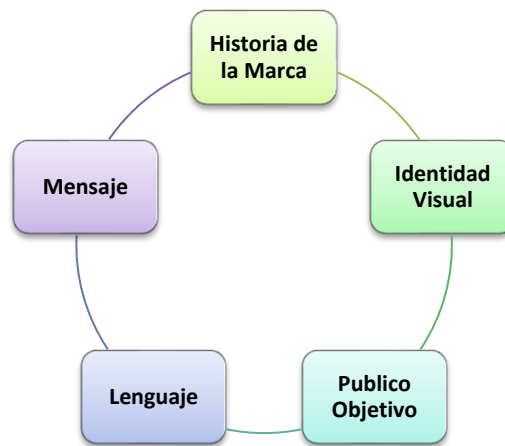 Historia de
la Marca
Identidad
Visual
Publico
Objetivo
Lenguaje
Mensaje